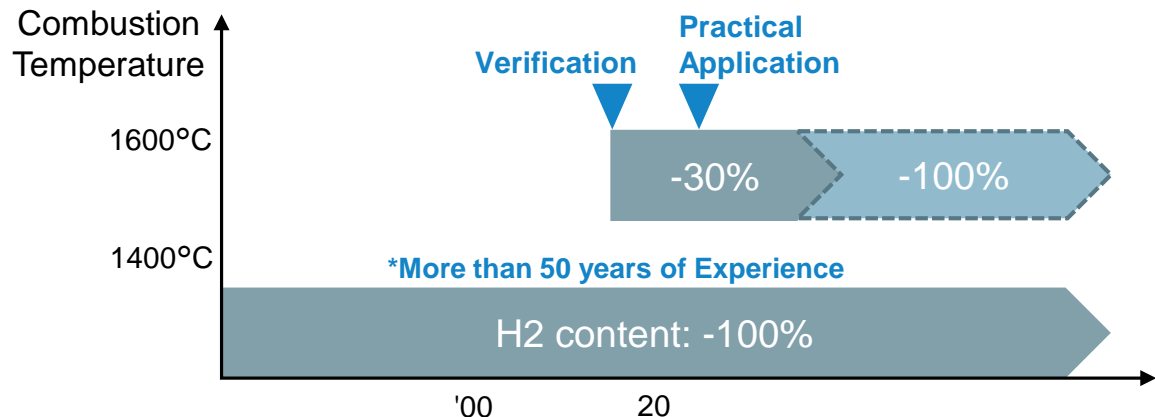 Combustion
Temperature
Verification
Practical
Application
1600°C
-30%
-100%
1400°C
*More than 50 years of Experience
H2 content: -100%
'00
20